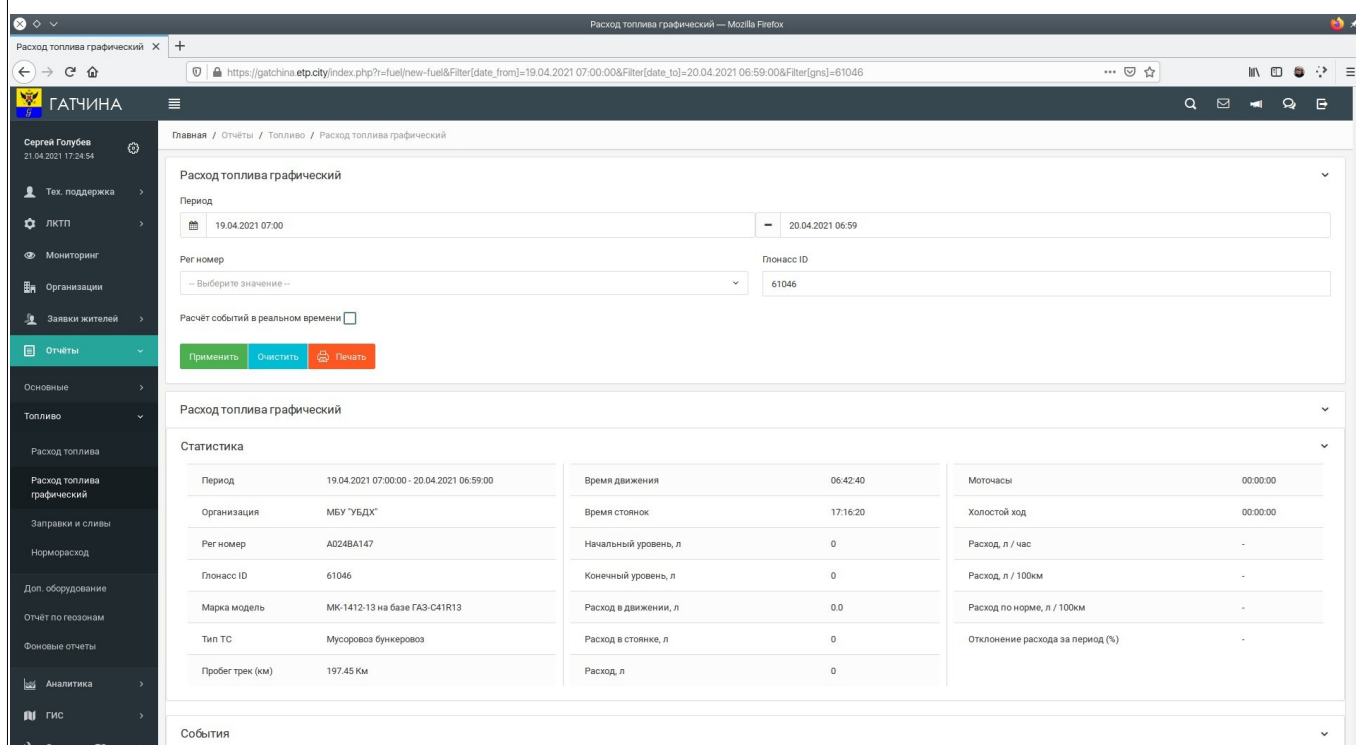 Расход топлива графический — Mozilla Firefox
Расход топлива графический
https://gatchina.etp.city/index.php?r=fuel/new-fuel&Filter[date_from]=19.04.2021 07:00:00&Filter[date_to]=20.04.2021 06:59:00&Filter[gns]=61046
ГАТЧИНА
Сергей Голубев
21.04.2021 17:24:54
Тех. поддержка
ЛКТП
Мониторинг
Организации
Заявки жителей
Отчёты
Основные
Топливо
Расход топлива
Расход топлива
графический
Заправки и сливы
Норморасход
Доп. оборудование
Отчёт по геозонам
Фоновые отчеты
Аналитика
ГИС
Главная / Отчёты / Топливо / Расход топлива графический
Расход топлива графический
Период
19.04.2021 07:00 – 20.04.2021 06:59
Рег номер Глонасс ID
-- Выберите значение -- 61046
Расчёт событий в реальном времени
Применить Очистить Печать
Расход топлива графический
Статистика
Период 19.04.2021 07:00:00 - 20.04.2021 06:59:00 Время движения 06:42:40 Моточасы 00:00:00
Организация МБУ "УБДХ" Время стоянок 17:16:20 Холостой ход 00:00:00
Рег номер А024ВА147 Начальный уровень, л 0 Расход, л / час -
Глонасс ID 61046 Конечный уровень, л 0 Расход, л / 100км -
Марка модель МК-1412-13 на базе ГАЗ-С41R13 Расход в движении, л 0.0 Расход по норме, л / 100км -
Тип ТС Мусоровоз бункеровоз Расход в стоянке, л 0 Отклонение расхода за период (%) -
Пробег трек (км) 197.45 Км Расход, л 0
События